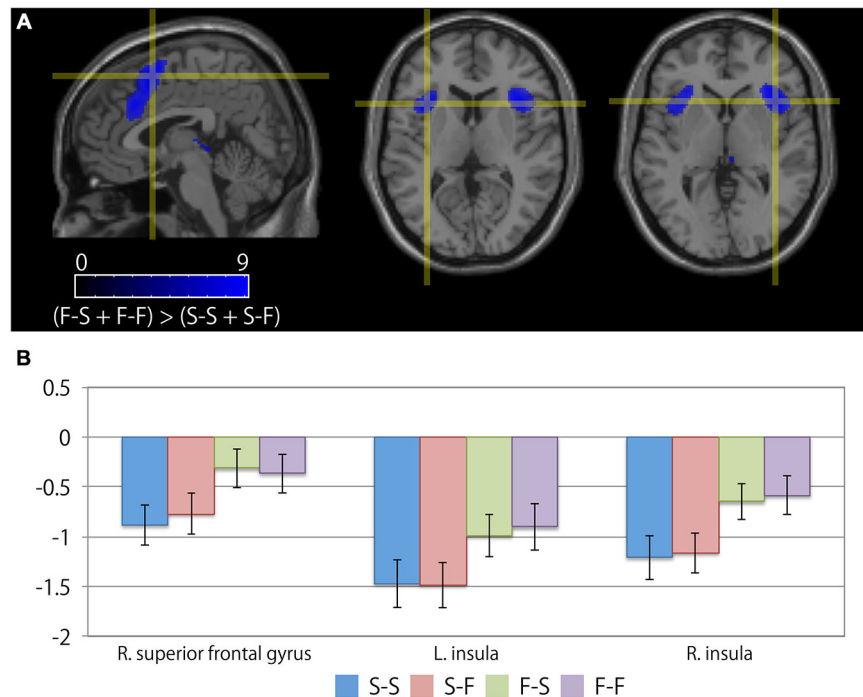 A
0 9
(F-S + F-F) > (S-S + S-F)
B
0.5
0
-0.5
-1
-1.5
-2
R. superior frontal gyrus L. insula R. insula
S-S S-F F-S F-F